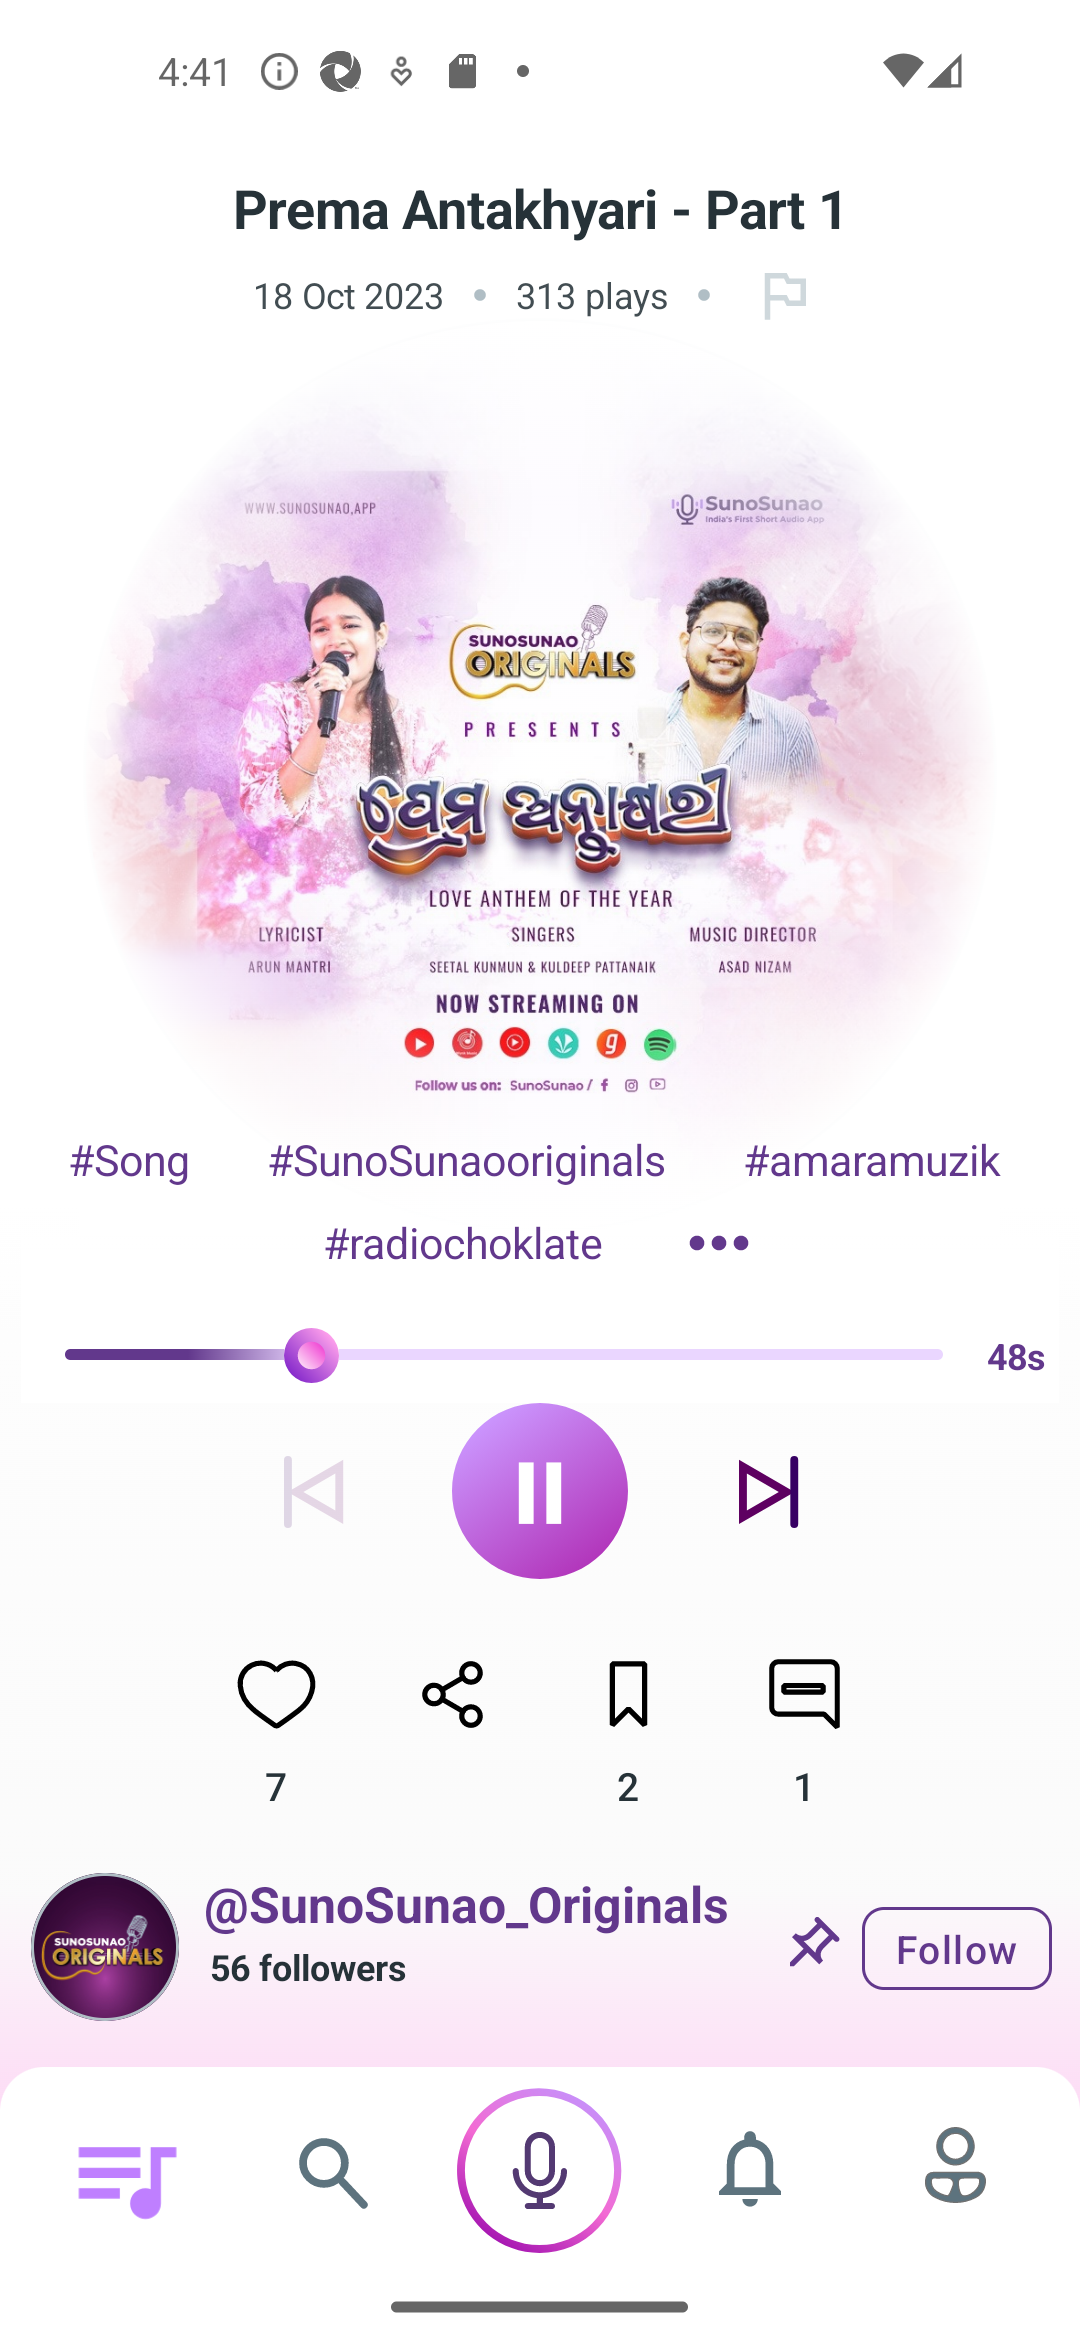 4:41
Prema Antakhyari - Part 1
18 Oct 2023 • 313 plays •
WWW.SUNOSUNAO.APP
SunoSunao
India's First Short Audio App
SUNOSUNAO
ORIGINALS
PRESENTS
ପ୍ରେମ ଅନ୍ତାକ୍ଷରୀ
LOVE ANTHEM OF THE YEAR
LYRICIST SINGERS MUSIC DIRECTOR
ARUN MANTRI SEETAL KUNMUN & KULDEEP PATTANAIK ASAD NIZAM
NOW STREAMING ON
Follow us on: SunoSunao /
#Song #SunoSunaooriginals #amaramuzik
#radiochoklate •••
48s
7 2 1
SUNOSUNAO
ORIGINALS
@SunoSunao_Originals
56 followers
Follow